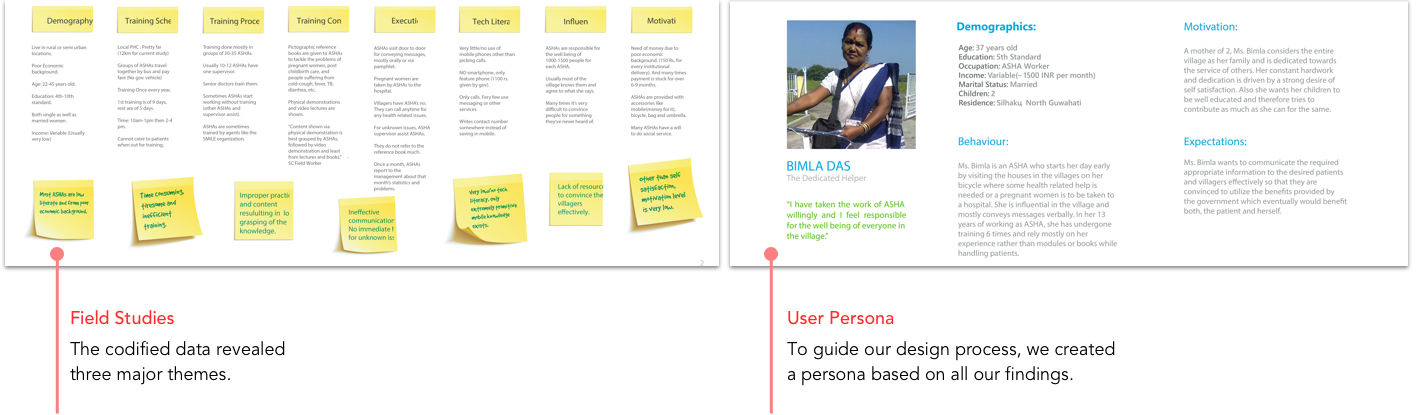 Demography
Live in rural or semi urban
locations.
Poor Economic
background.
Age: 22-45 years old.
Education: 4th-10th
standard.
Both single as well as
married women.
Income: Variable (Usually
very low)
Most ASHAs are low
literate and from poor
economic background.
Training Sche
Local PHC : Pretty far
(12km for current study)
Groups of ASHAs travel
together by bus and pay
fare (No gov. vehicle)
Training Once every year.
1st training is of 9 days,
rest are of 5 days.
Time: 10am-1pm then 2-4
pm.
Cannot cater to patients
when out for training.
Time consuming,
tiresome and
inefficient
training.
Training Proce
Training done mostly in
groups of 30-35 ASHAs.
Usually 10-12 ASHAs have
one supervisor.
Senior doctors train them.
Sometimes ASHAs start
working without training
(other ASHAs and
supervisor assist).
ASHAs are sometimes
trained by agents like the
SMILE organization.
Improper practic
and content
resululting in lo
grasping of the
knowledge.
Training Con
Pictographic reference
books are given to ASHAs
to tackle the problems of
pregnant women, post
childbirth care, and
people suffering from
cold-cough, fever, TB,
diarrhea, etc.
Physical demonstrations
and video lectures are
shown.
"Content shown via
physical demonstration is
best grasped by ASHAs,
followed by video
demonstration and least
from lectures and books."
SC Field Worker
Executi
ASHAs visit door to door
for conveying messages,
mostly orally or via
pamphlet.
Pregnant women are
taken by ASHAs to the
hospital.
Villagers have ASHA's no.
They can call anytime for
any health related issues.
For unknown issues, ASHA
supervisor assist ASHAs.
They do not refer to the
reference book much.
Once a month, ASHAs
report to the
management about that
month's statistics and
problems.
Ineffective
communication
No immediate h
for unknown iss
Tech Litera
Very little/no use of
mobile phones other than
picking calls.
NO smartphones, only
feature phone (1100 rs.
given by gov).
Only calls. Fiery few use
messaging or other
services.
Writes contact number
somewhere instead of
saving in mobile.
Very low/no tech
literacy, only
extremely primitive
mobile knowledge
exists.
Influen
ASHAs are responsible for
the well being of
1000-1500 people for
each ASHA.
Usually most of the
village knows them and
agree to what she says.
Many times it's very
difficult to convince
people for something
they've never heard of.
Lack of resourc
to convince the
villagers
effectively.
Motivati
Need of money due to
poor economic
background. (150 Rs. for
every institutional
delivery). And many times
payment is stuck for over
6-9 months.
ASHAs are provided with
accessories like
mobile(money for it),
bicycle, bag and umbrella.
Many ASHAs have a will
to do social service.
Other than self
satisfaction,
motivation level
is very low.
2
BIMLA DAS
The Dedicated Helper
"I have taken the work of ASHA
willingly and I feel responsible
for the well being of everyone in
the village."
Demographics:
Age: 37 years old
Education: 5th Standard
Occupation: ASHA Worker
Income: Variable(~ 1500 INR per month)
Marital Status: Married
Children: 2
Residence: Silhaku, North Guwahati
Behaviour:
Ms. Bimla is an ASHA who starts her day early
by visiting the houses in the villages on her
bicycle where some health related help is
needed or a pregnant women is to be taken to
a hospital. She is influential in the village and
mostly conveys messages verbally. In her 13
years of working as ASHA, she has undergone
training 6 times and rely mostly on her
experience rather than modules or books while
handling patients.
Motivation:
A mother of 2, Ms. Bimla considers the entire
village as her family and is dedicated towards
the service of others. Her constant hardwork
and dedication is driven by a strong desire of
self satisfaction. Also she wants her children to
be well educated and therefore tries to
contribute as much as she can for the same.
Expectations:
Ms. Bimla wants to communicate the required
appropriate information to the desired patients
and villagers effectively so that they are
convinced to utilize the benefits provided by
the government which eventually would benefit
both, the patient and herself.
Field Studies
The codified data revealed
three major themes.
User Persona
To guide our design process, we created
a persona based on all our findings.